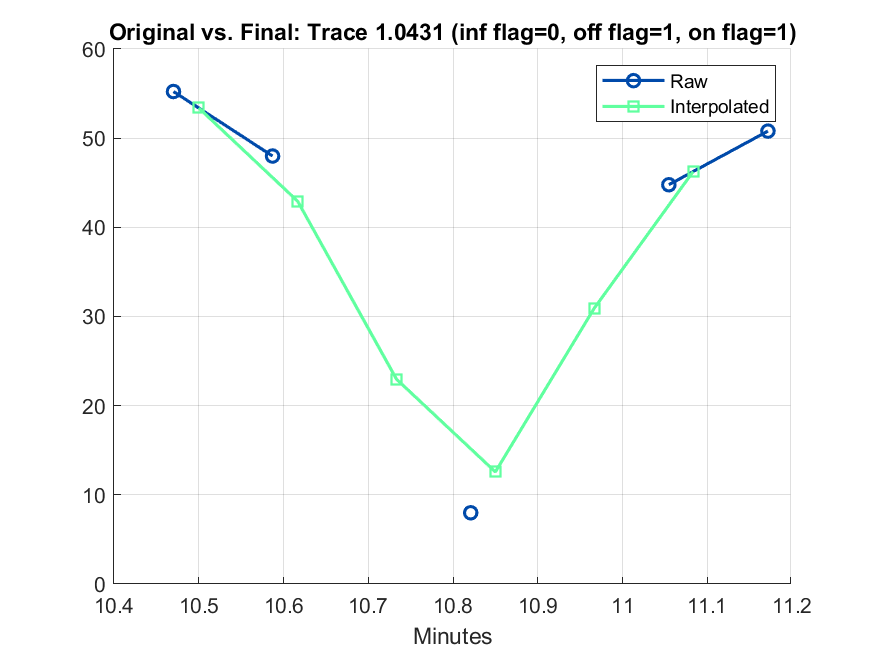 Original vs. Final: Trace 1.0431 (inf flag=0, off flag=1, on flag=1)
60
50
40
30
20
10
0
Raw
Interpolated
10.4 10.5 10.6 10.7 10.8 10.9 11 11.1 11.2
Minutes